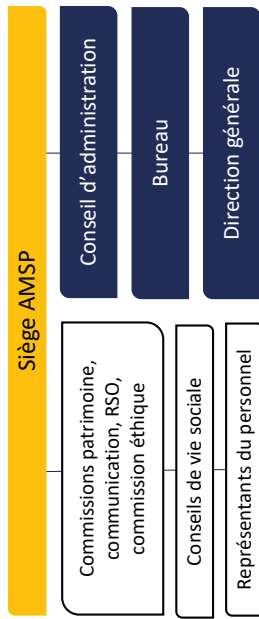 Siège AMSP
Commissions patrimoine,
communication, RSO,
commission éthique
Conseils de vie sociale
Représentants du personnel
Conseil d'administration
Bureau
Direction générale